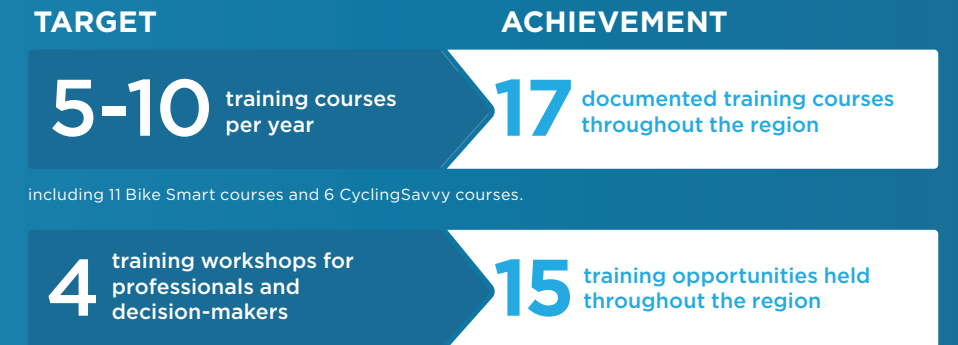 TARGET
ACHIEVEMENT
5-10
training courses
per year
17
documented training courses
throughout the region
including 11 Bike Smart courses and 6 CyclingSavvy courses.
4
training workshops for
professionals and
decision-makers
15
training opportunities held
throughout the region